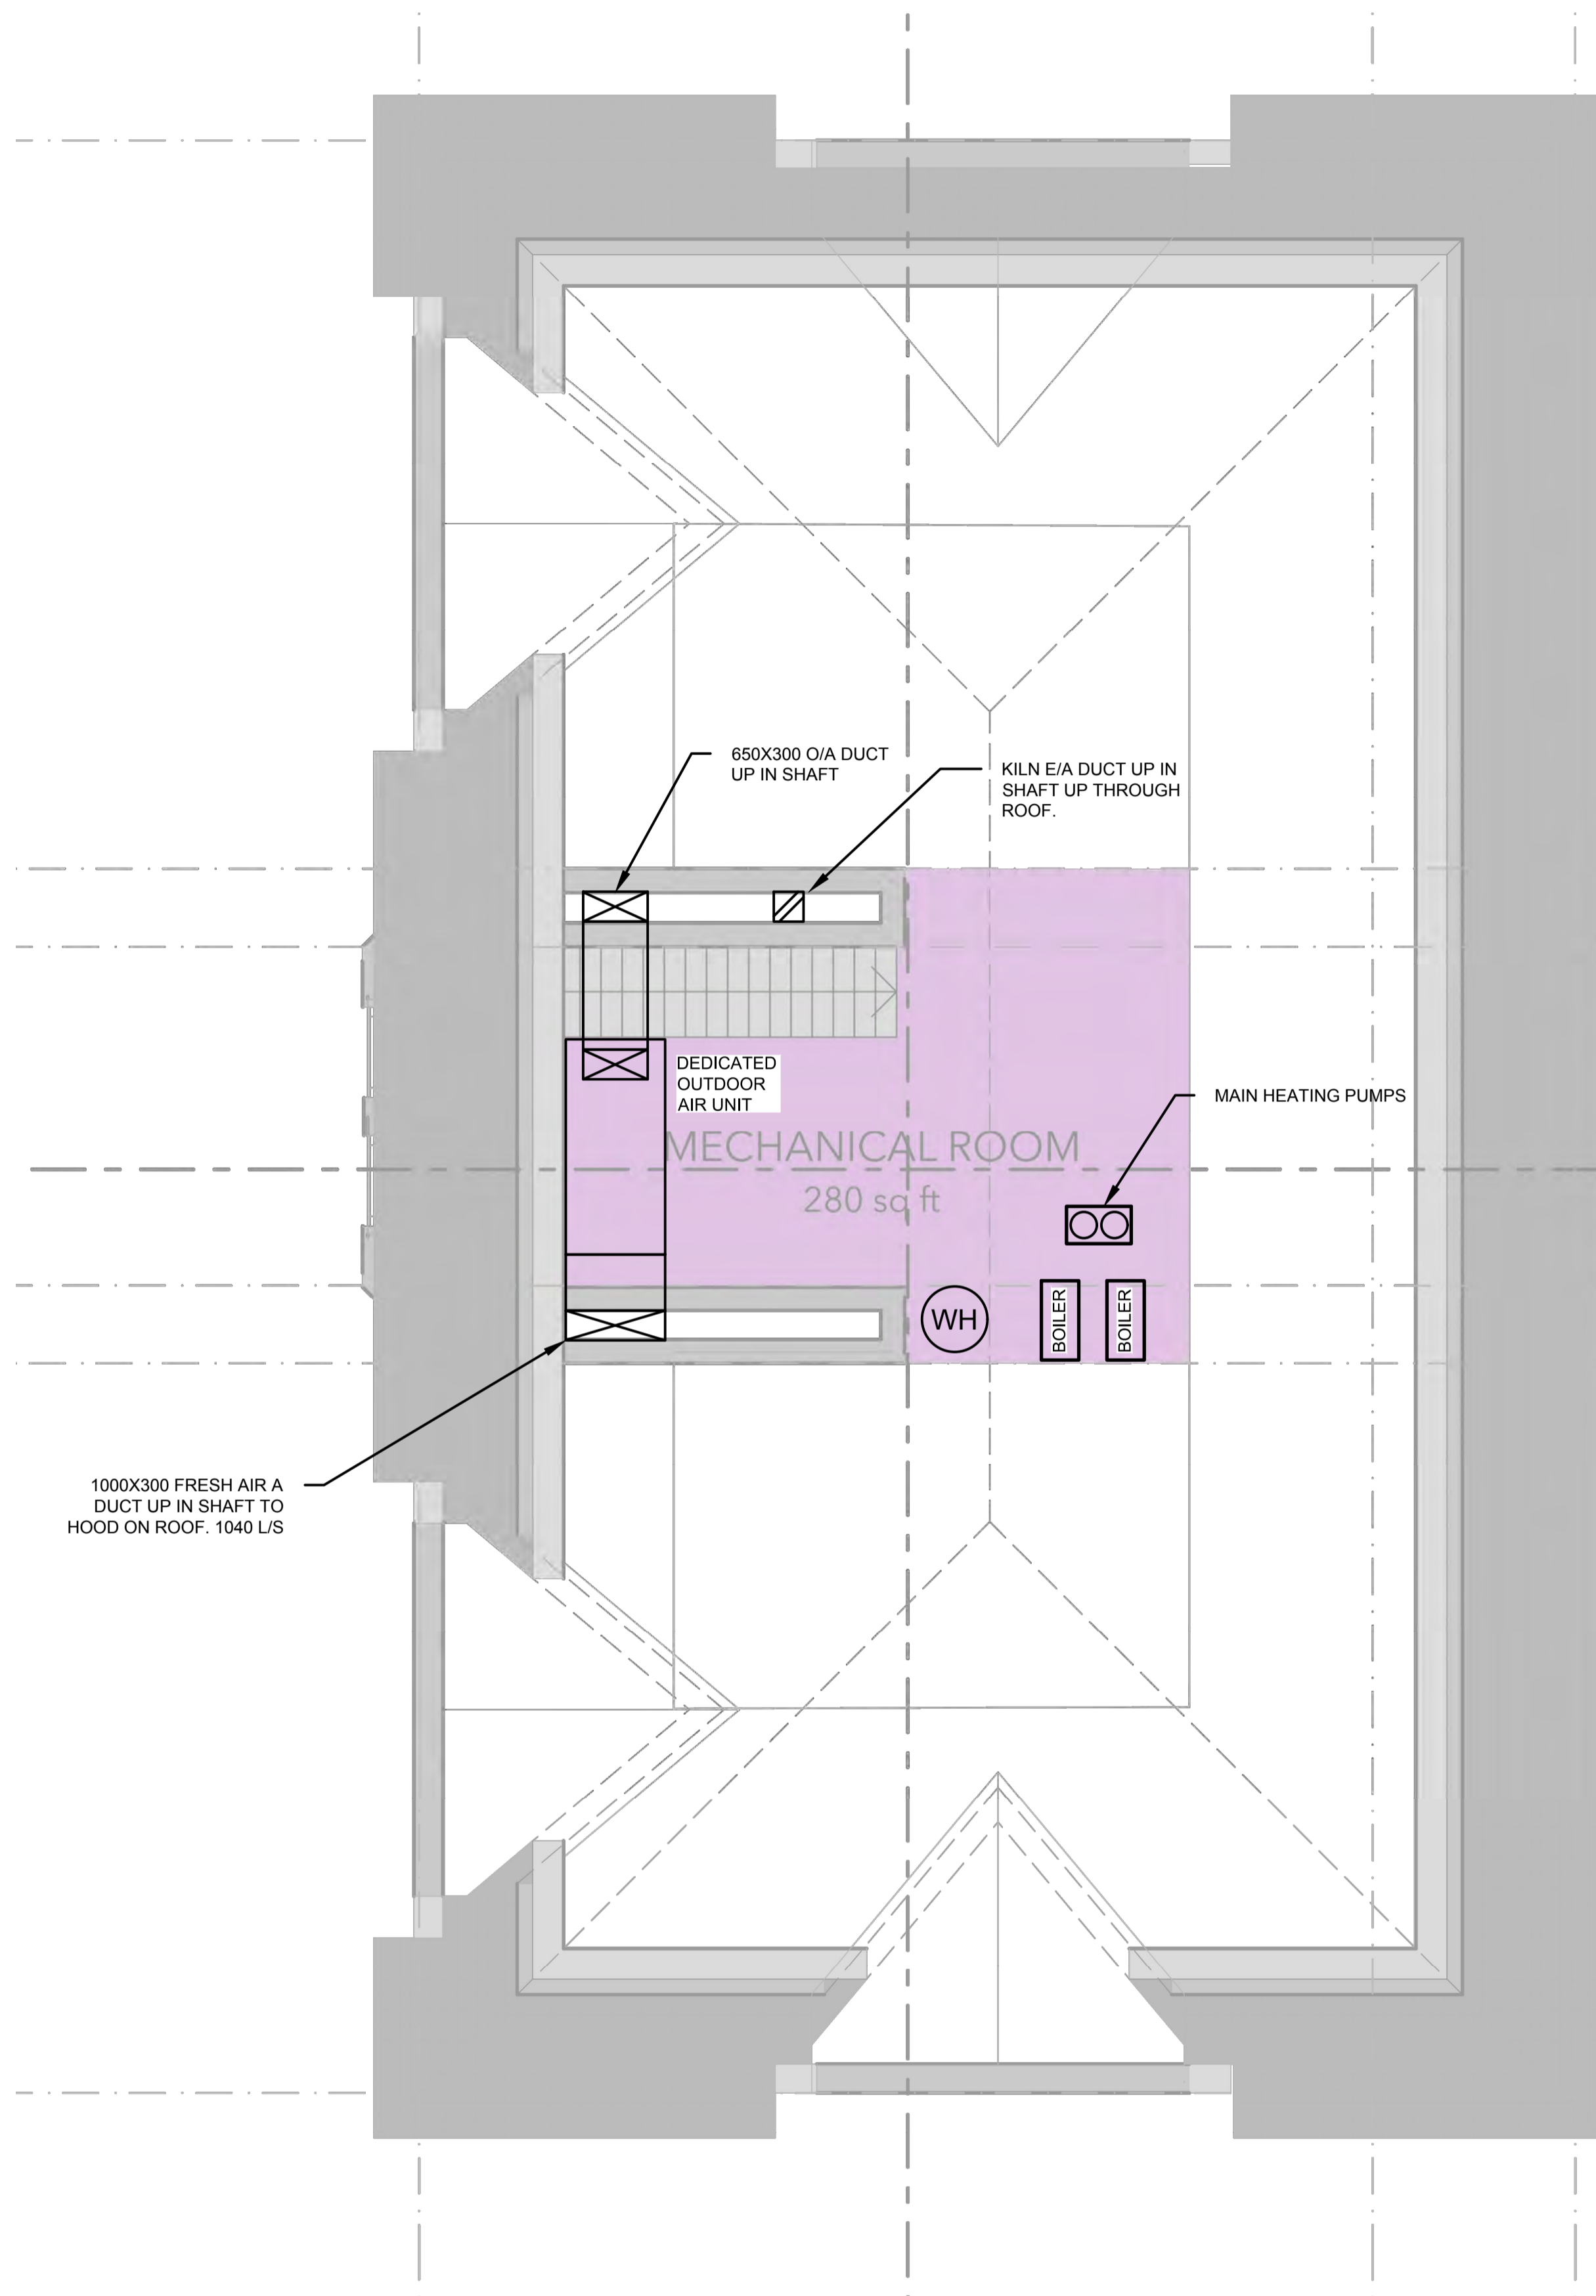 650X300 O/A DUCT
UP IN SHAFT
KILN E/A DUCT UP IN
SHAFT UP THROUGH
ROOF.
DEDICATED
OUTDOOR
AIR UNIT
MAIN HEATING PUMPS
MECHANICAL ROOM
280 sq ft
WH
BOILER
BOILER
1000X300 FRESH AIR A
DUCT UP IN SHAFT TO
HOOD ON ROOF. 1040 L/S